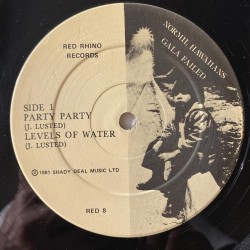 RED RHINO
RECORDS
NORMIL HAWAIIANS
GALA FAILED
SIDE 1
PARTY PARTY
(J. LUSTED)
LEVELS OF WATER
(J. LUSTED)
℗ 1981 SHADY DEAL MUSIC LTD
RED 8